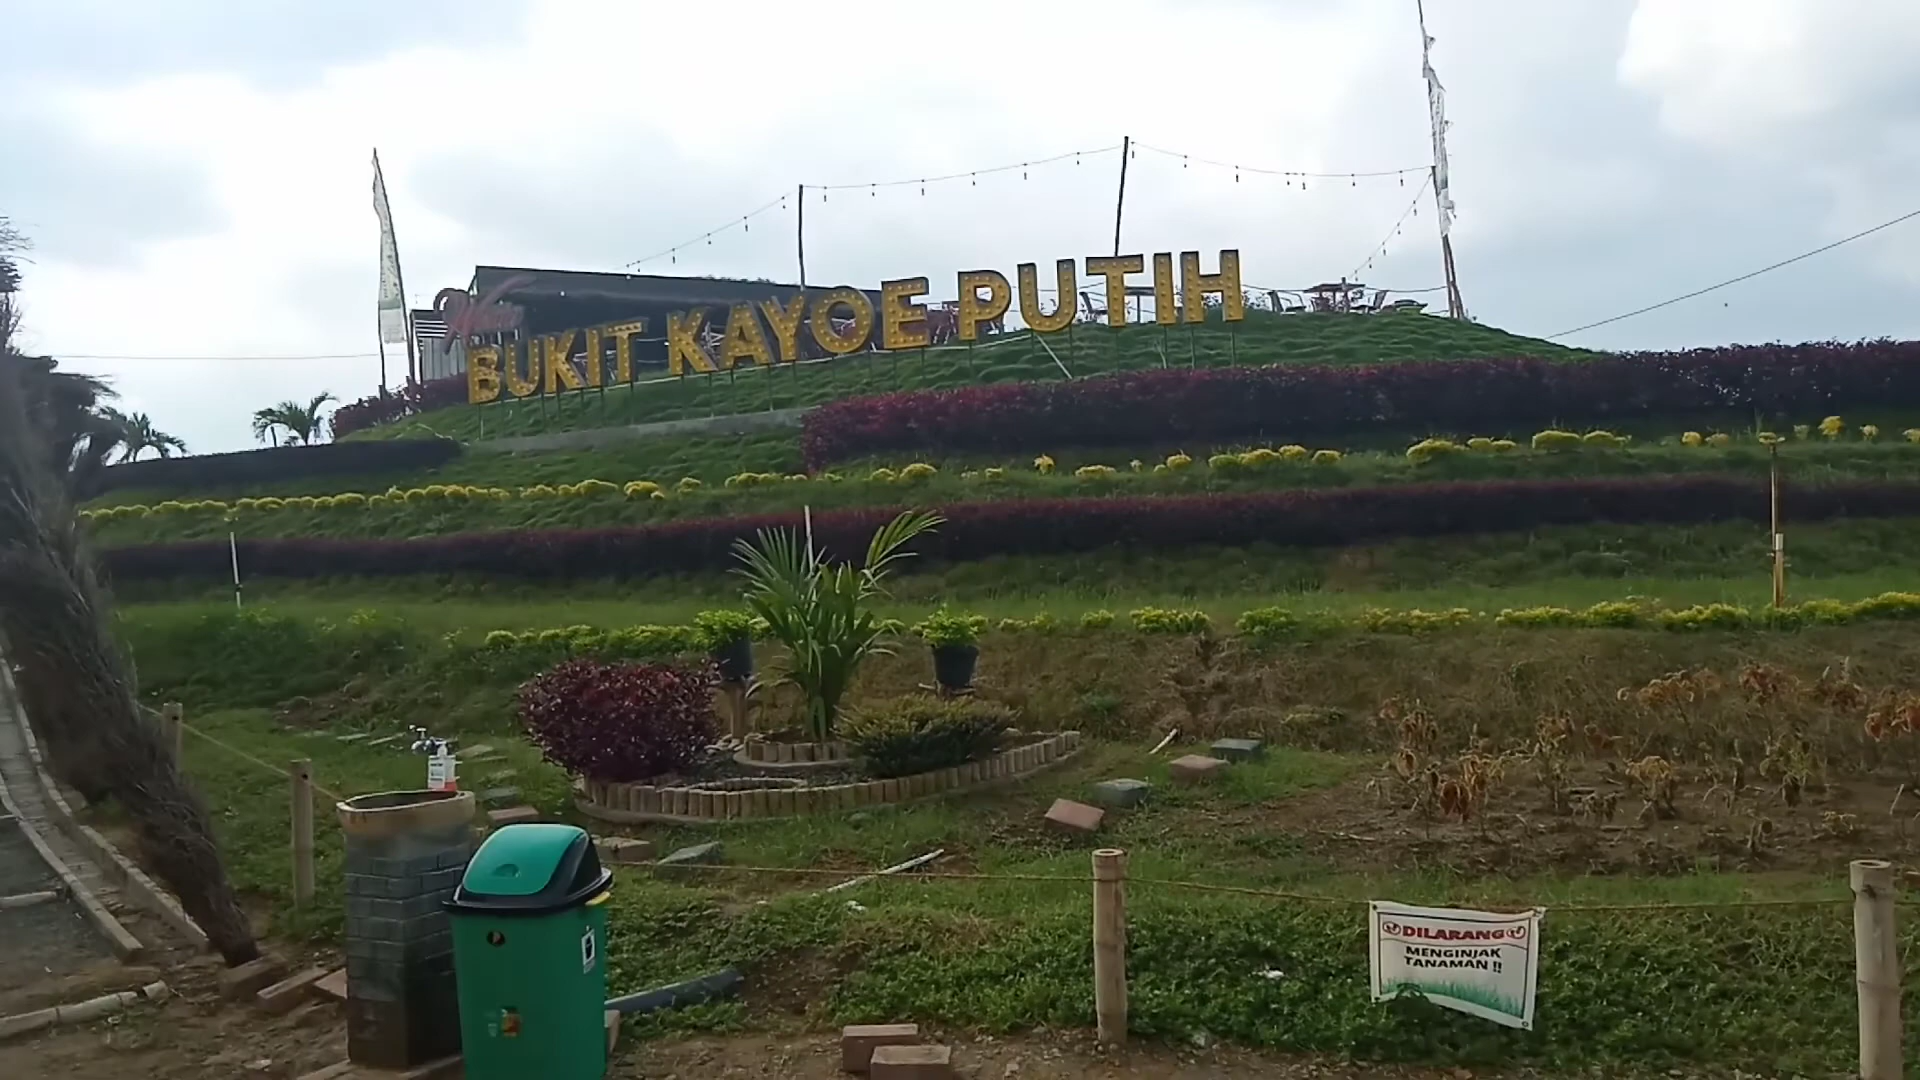 BUKIT KAYOE PUTIH
DILARANG
MENGINJAK
TANAMAN !!